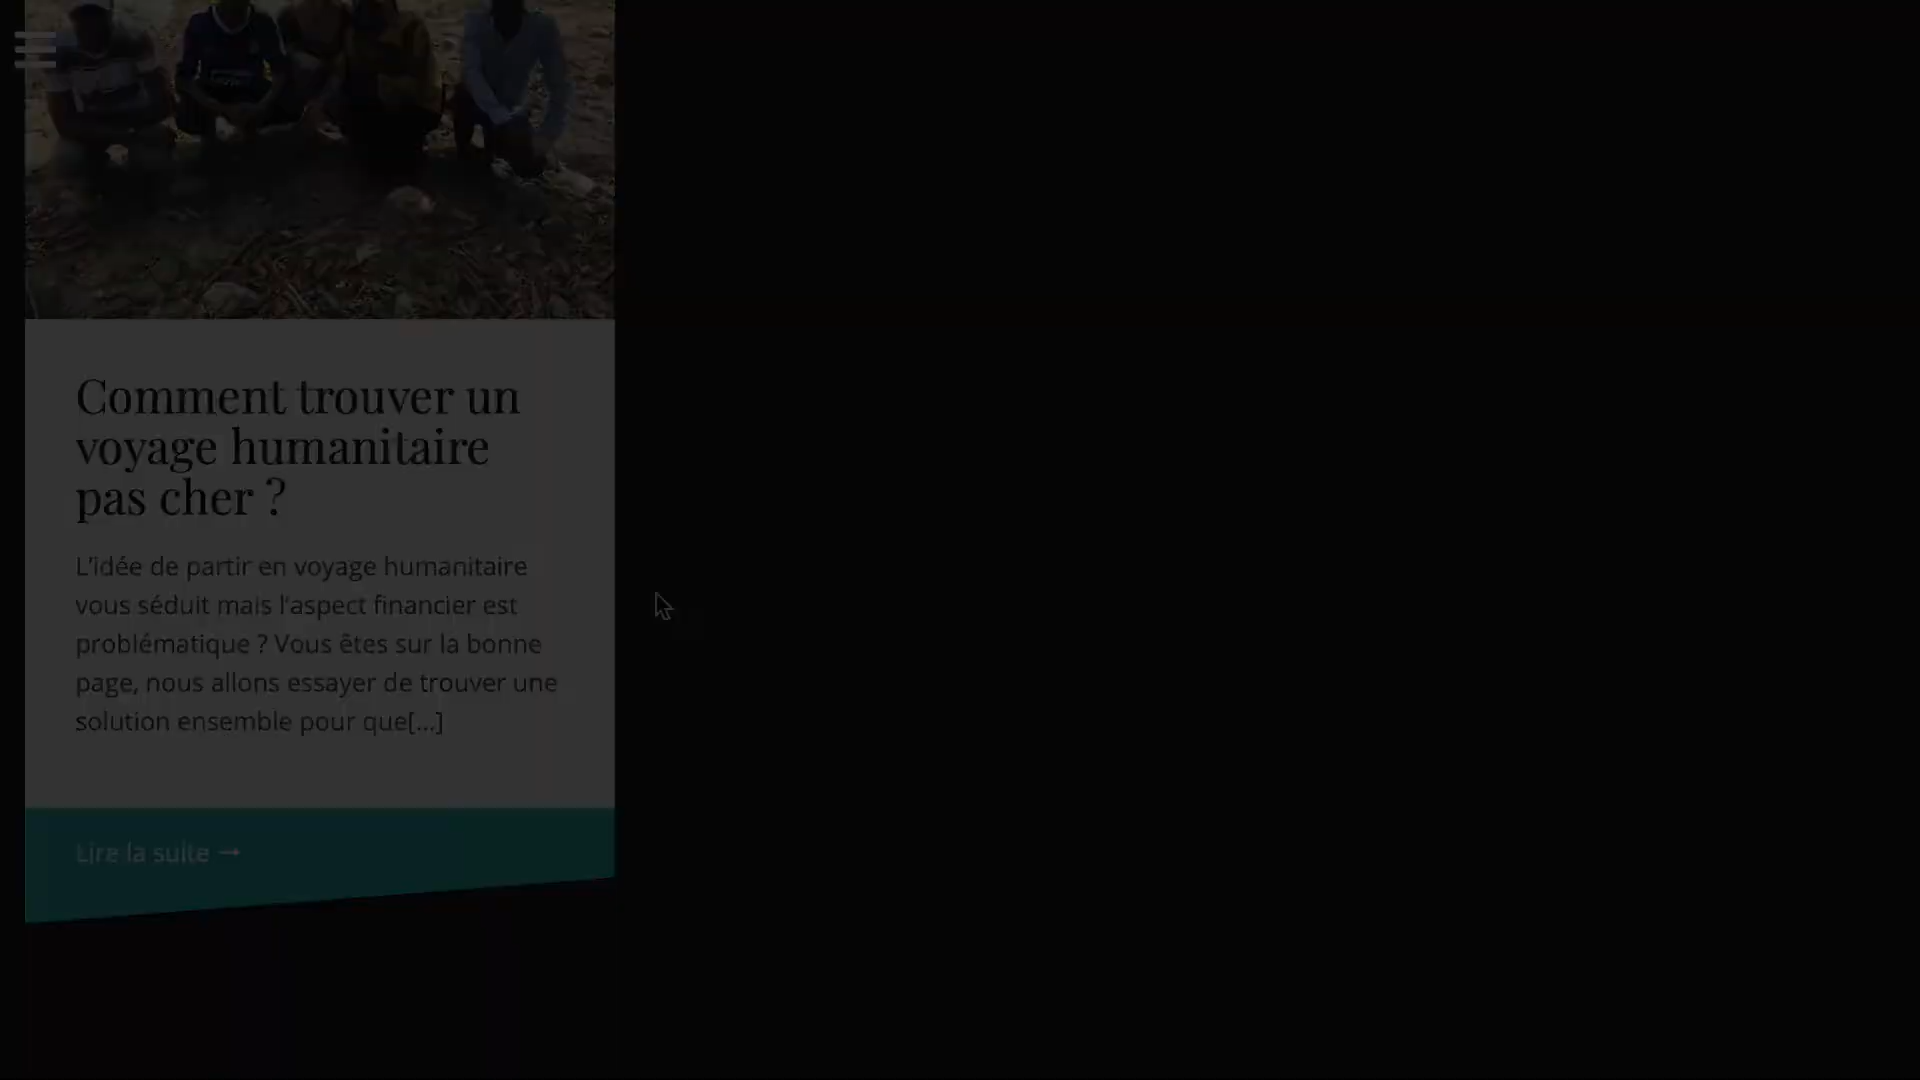 Comment trouver un
voyage humanitaire
pas cher ?
L'idée de partir en voyage humanitaire
vous séduit mais l'aspect financier est
problématique ? Vous êtes sur la bonne
page, nous allons essayer de trouver une
solution ensemble pour que[...]
Lire la suite →